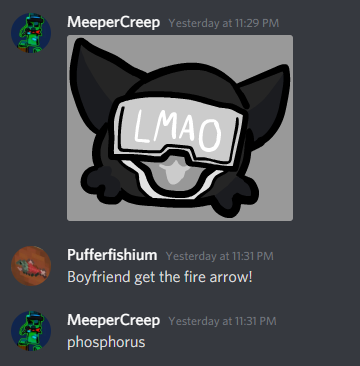 MeeperCreep Yesterday at 11:29 PM
LMAO
Pufferfishium Yesterday at 11:31 PM
Boyfriend get the fire arrow!
MeeperCreep Yesterday at 11:31 PM
phosphorus